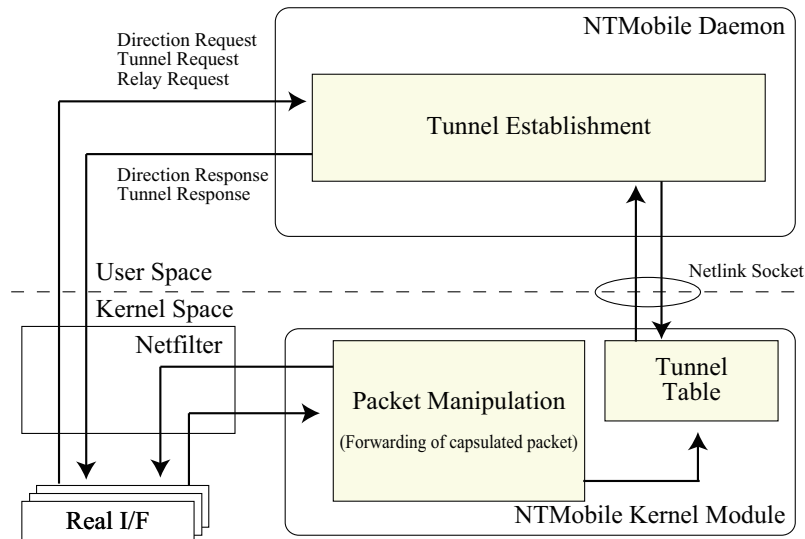 NTMobile Daemon
Direction Request
Tunnel Request
Relay Request
Tunnel Establishment
Direction Response
Tunnel Response
User Space
Netlink Socket
Kernel Space
Netfilter
Packet Manipulation
(Forwarding of capsulated packet)
Tunnel
Table
Real I/F
NTMobile Kernel Module